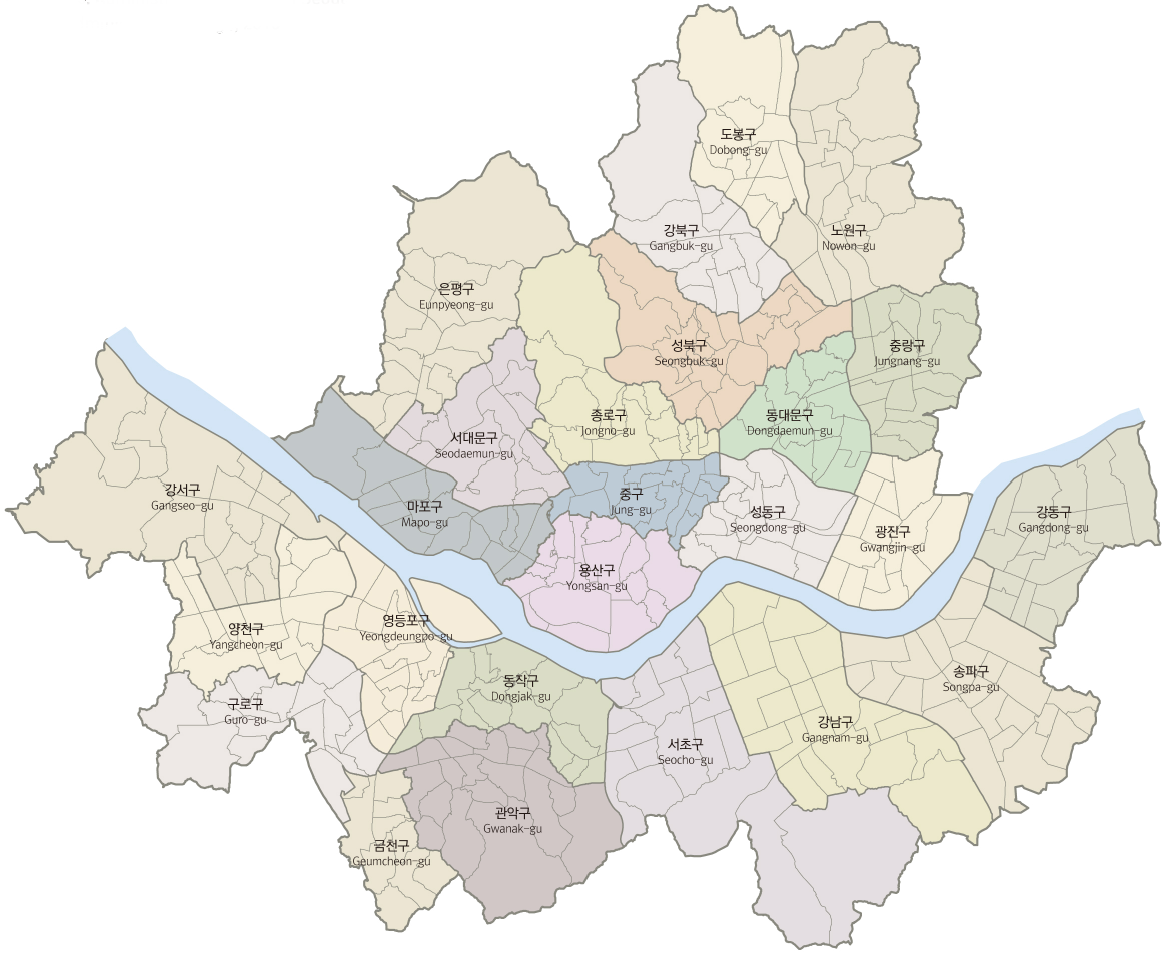 도봉구
Dobong-gu
강북구
Gangbuk-gu
노원구
Nowon-gu
은평구
Eunpyeong-gu
성북구
Seongbuk-gu
중랑구
Jungnang-gu
종로구
Jongno-gu
동대문구
Dongdaemun-gu
서대문구
Seodaemun-gu
강서구
Gangseo-gu
마포구
Mapo-gu
중구
Jung-gu
성동구
Seongdong-gu
광진구
Gwangjin-gu
강동구
Gangdong-gu
용산구
Yongsan-gu
양천구
Yangcheon-gu
영등포구
Yeongdeungpo-gu
동작구
Dongjak-gu
송파구
Songpa-gu
구로구
Guro-gu
서초구
Seocho-gu
강남구
Gangnam-gu
관악구
Gwanak-gu
금천구
Geumcheon-gu